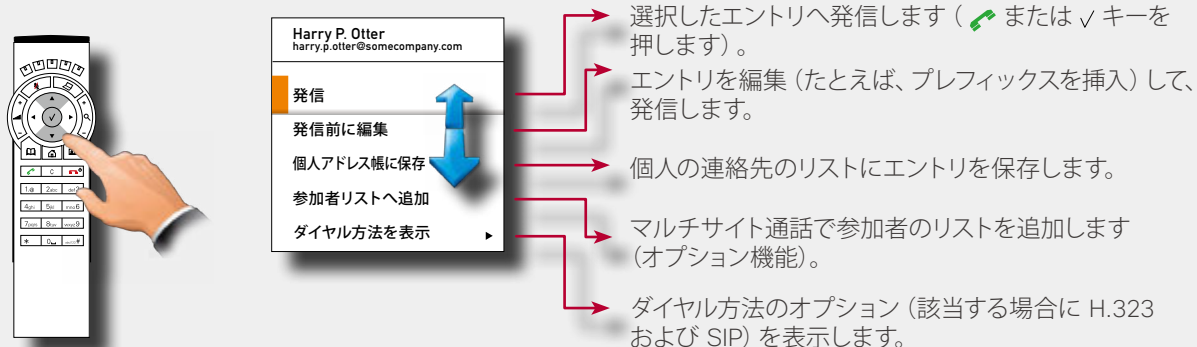 Harry P. Otter
harry.p.otter@somecompany.com
発信
発信前に編集
個人アドレス帳に保存
参加者リストへ追加
ダイヤル方法を表示
選択したエントリへ発信します（ または √ キーを
押します）。
エントリを編集（たとえば、プレフィックスを挿入）して、
発信します。
個人の連絡先のリストにエントリを保存します。
マルチサイト通話で参加者のリストを追加します
（オプション機能）。
ダイヤル方法のオプション（該当する場合に H.323
および SIP）を表示します。